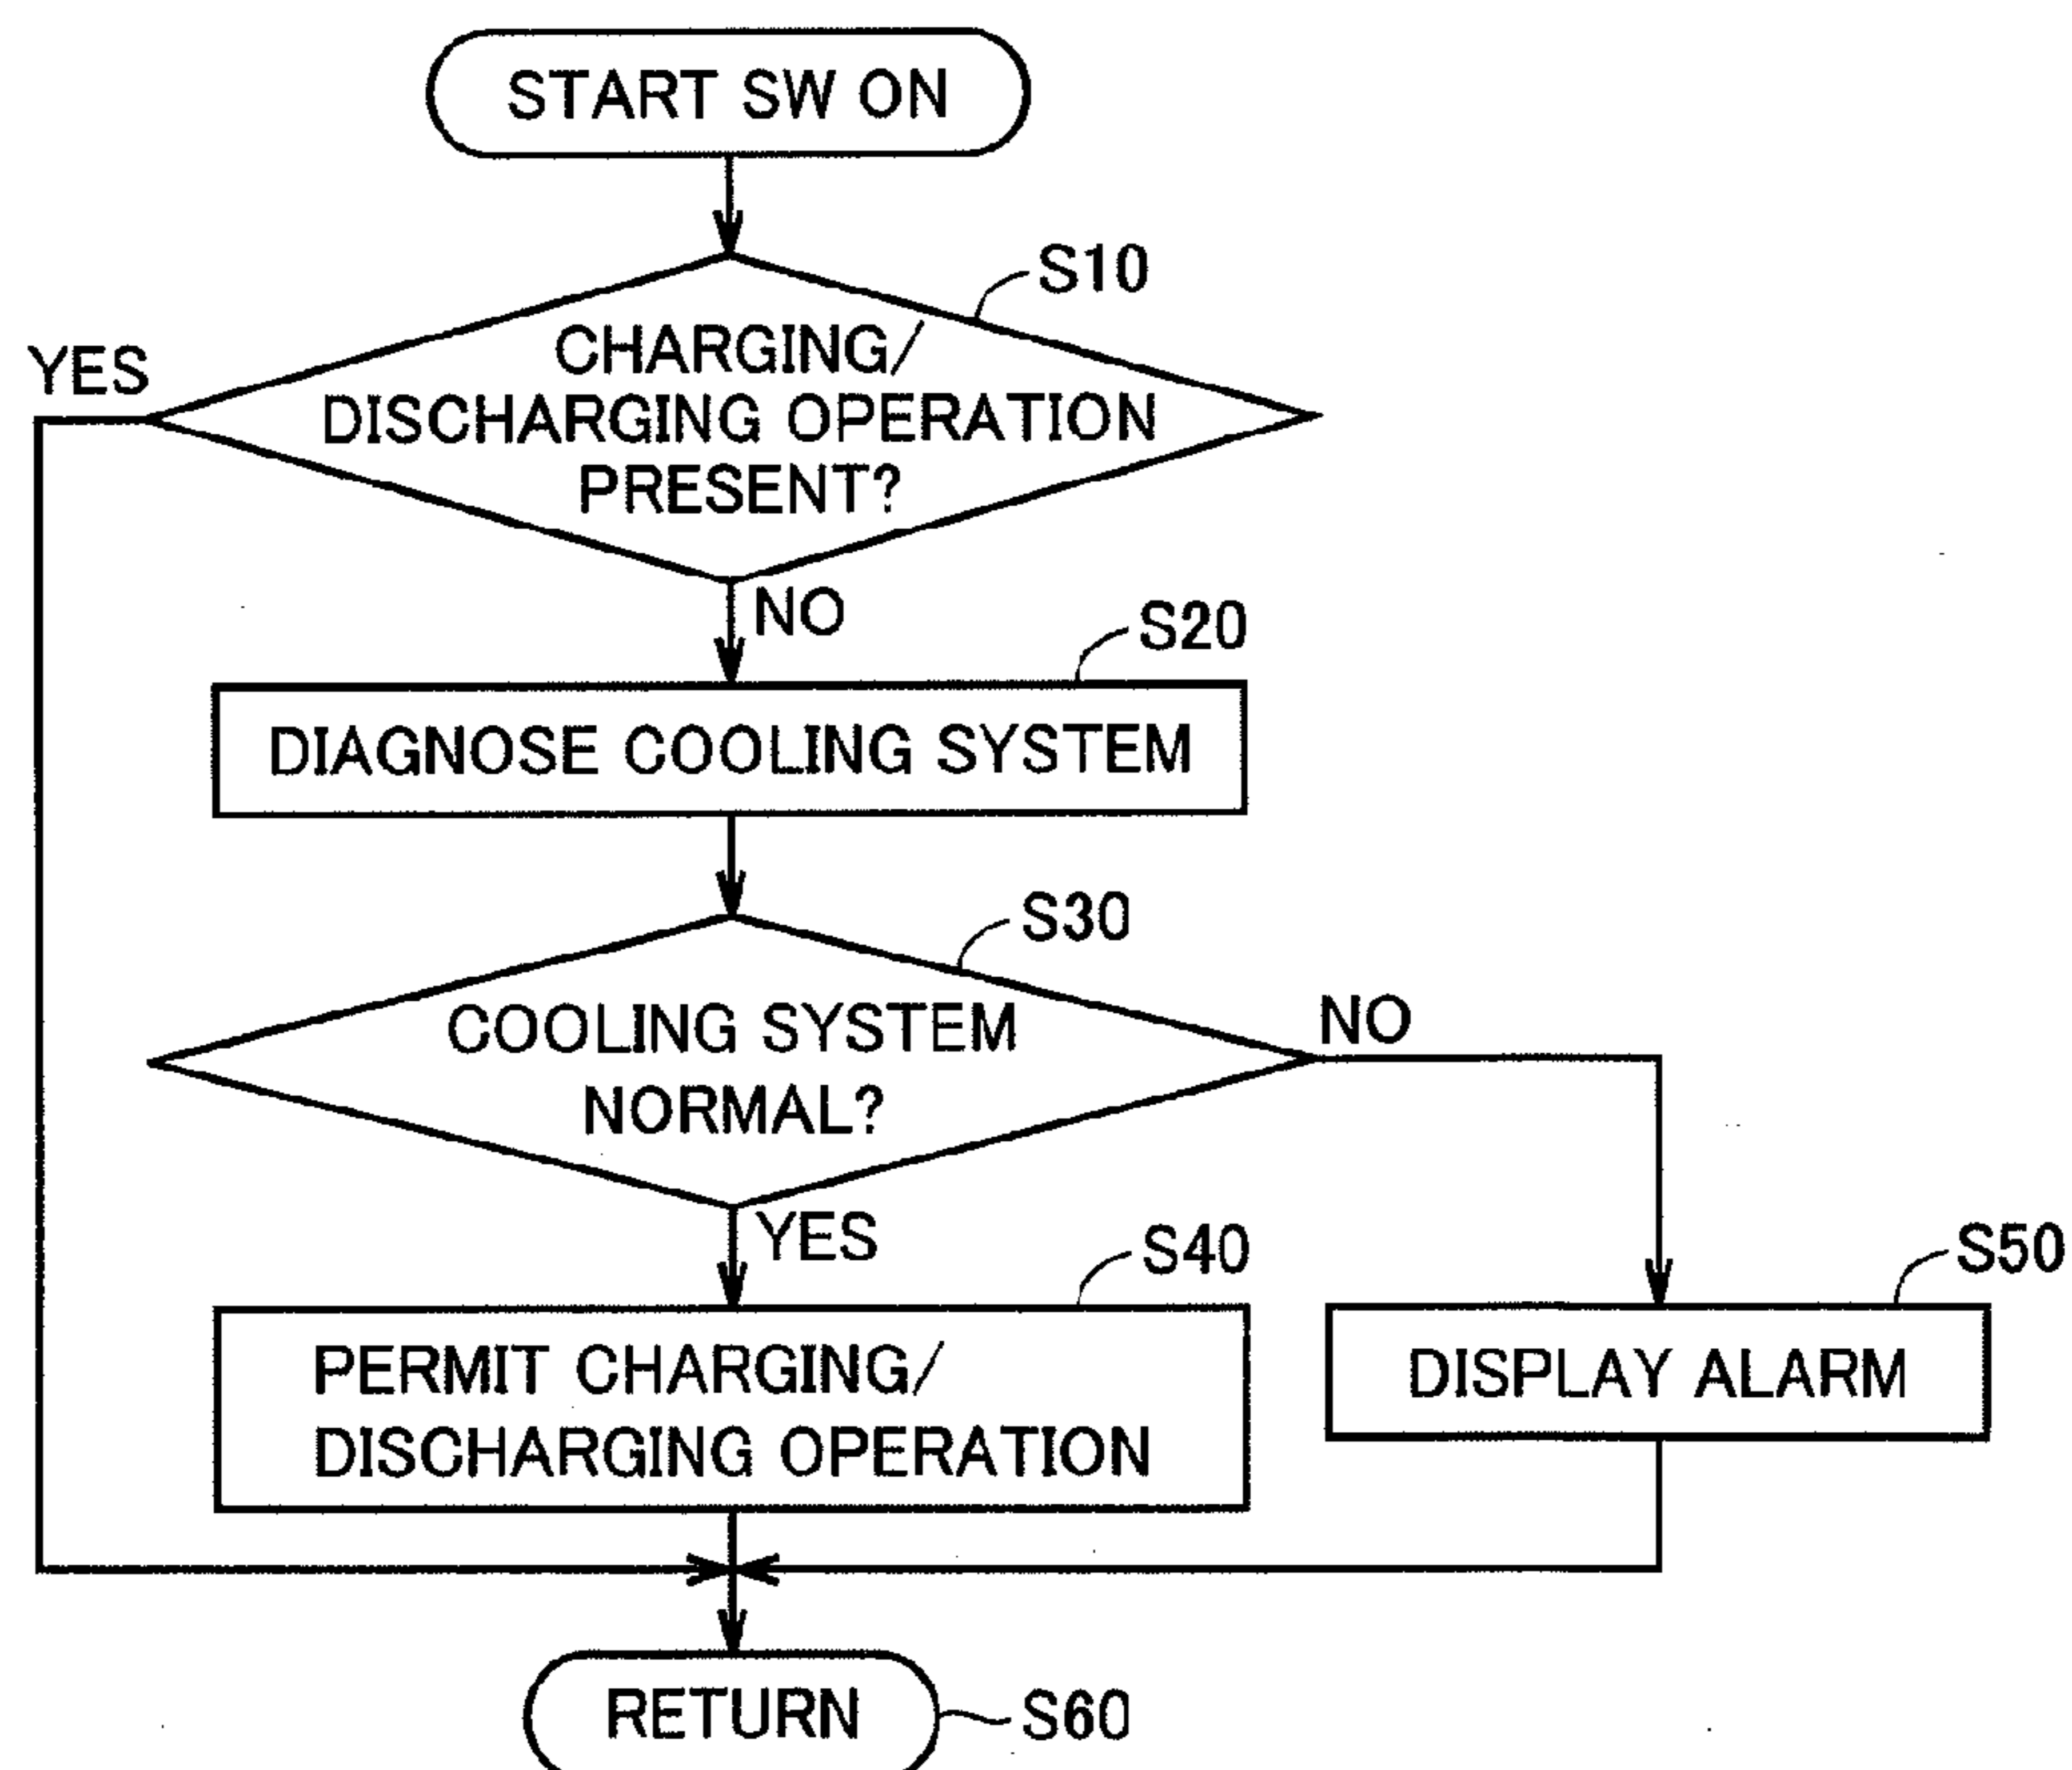 START SW ON
S10
CHARGING/
DISCHARGING OPERATION
PRESENT?
YES
NO
S20
DIAGNOSE COOLING SYSTEM
S30
COOLING SYSTEM
NORMAL?
NO
YES
S40
PERMIT CHARGING/
DISCHARGING OPERATION
S50
DISPLAY ALARM
RETURN
S60